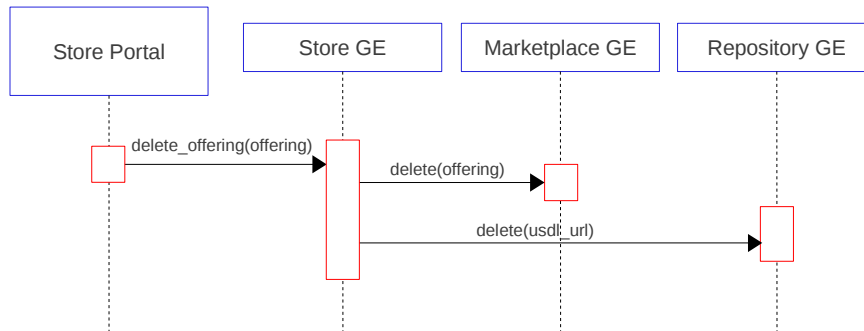 Store Portal
Store GE
Marketplace GE
Repository GE
delete_offering(offering)
delete(offering)
delete(usdl_url)